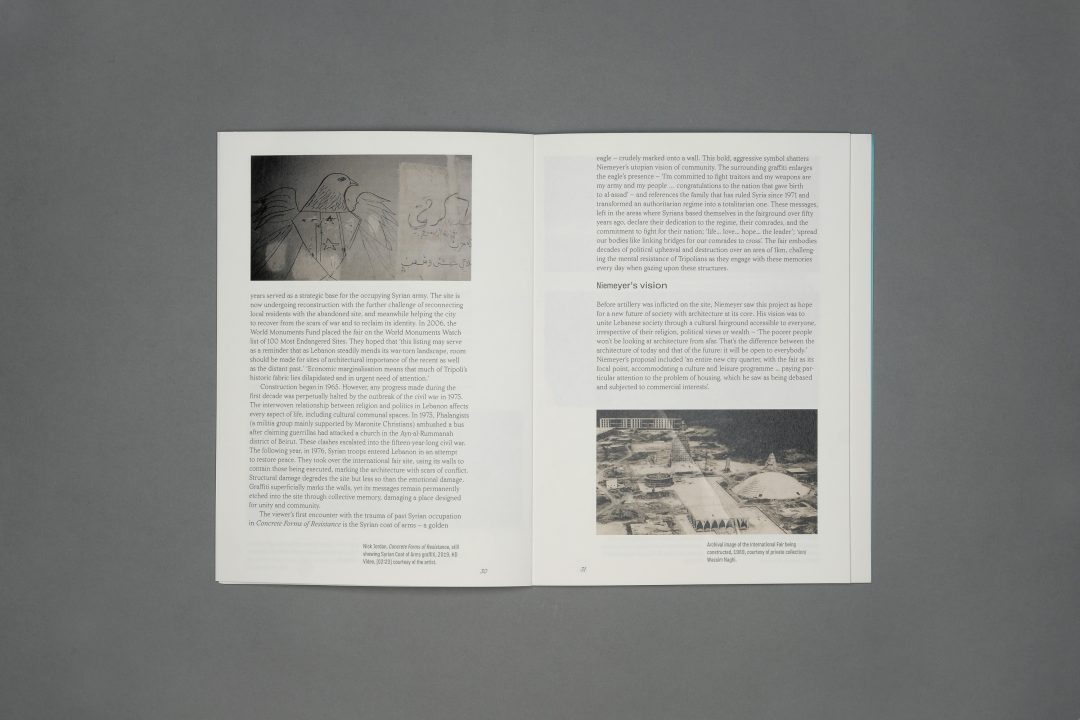 years served as a strategic base for the occupying Syrian army. The site is
now undergoing reconstruction with the further challenge of reconnecting
local residents with the abandoned site, and meanwhile helping the city
to recover from the scars of war and to reclaim its identity. In 2006, the
World Monuments Fund placed the fair on the World Monuments Watch
list of 100 Most Endangered Sites. They hoped that 'this listing may serve
as a reminder that as Lebanon steadily mends its war-torn landscape, room
should be made for sites of architectural importance of the recent as well
as the distant past.' 'Economic marginalisation means that much of Tripoli's
historic fabric lies dilapidated and in urgent need of attention.'
Construction began in 1965. However, any progress made during the
first decade was perpetually halted by the outbreak of the civil war in 1975.
The interwoven relationship between religion and politics in Lebanon affects
every aspect of life, including cultural communal spaces. In 1975, Phalangists
(a militia group mainly supported by Maronite Christians) ambushed a bus
after claiming guerrillas had attacked a church in the Ayn-al-Rummanah
district of Beirut. These clashes escalated into the fifteen-year-long civil war.
The following year, in 1976, Syrian troops entered Lebanon in an attempt
to restore peace. They took over the international fair site, using its walls to
contain those being executed, marking the architecture with scars of conflict.
Structural damage degrades the site but less so than the emotional damage.
Graffiti superficially marks the walls, yet its messages remain permanently
etched into the site through collective memory, damaging a place designed
for unity and community.
The viewer's first encounter with the trauma of past Syrian occupation
in Concrete Forms of Resistance is the Syrian coat of arms – a golden
Nick Jordan, Concrete Forms of Resistance, still
showing Syrian Coat of Arms graffiti, 2019, HD
Video, [02:23] courtesy of the artist.
30
eagle – crudely marked onto a wall. This bold, aggressive symbol shatters
Niemeyer's utopian vision of community. The surrounding graffiti enlarges
the eagle's presence – 'I'm committed to fight traitors and my weapons are
my army and my people ... congratulations to the nation that gave birth
to al-assad' – and references the family that has ruled Syria since 1971 and
transformed an authoritarian regime into a totalitarian one. These messages,
left in the areas where Syrians based themselves in the fairground over fifty
years ago, declare their dedication to the regime, their comrades, and the
commitment to fight for their nation; 'life... love... hope... the leader'; 'spread
our bodies like linking bridges for our comrades to cross'. The fair embodies
decades of political upheaval and destruction over an area of 1km, challeng-
ing the mental resistance of Tripolians as they engage with these memories
every day when gazing upon these structures.
Niemeyer's vision
Before artillery was inflicted on the site, Niemeyer saw this project as hope
for a new future of society with architecture at its core. His vision was to
unite Lebanese society through a cultural fairground accessible to everyone,
irrespective of their religion, political views or wealth – 'The poorer people
won't be looking at architecture from afar. That's the difference between the
architecture of today and that of the future: it will be open to everybody.'
Niemeyer's proposal included 'an entire new city quarter, with the fair as its
focal point, accommodating a culture and leisure programme ... paying par-
ticular attention to the problem of housing, which he saw as being debased
and subjected to commercial interests'.
Archival image of the International Fair being
constructed, 1969; courtesy of private collection/
Wassim Naghi.
31